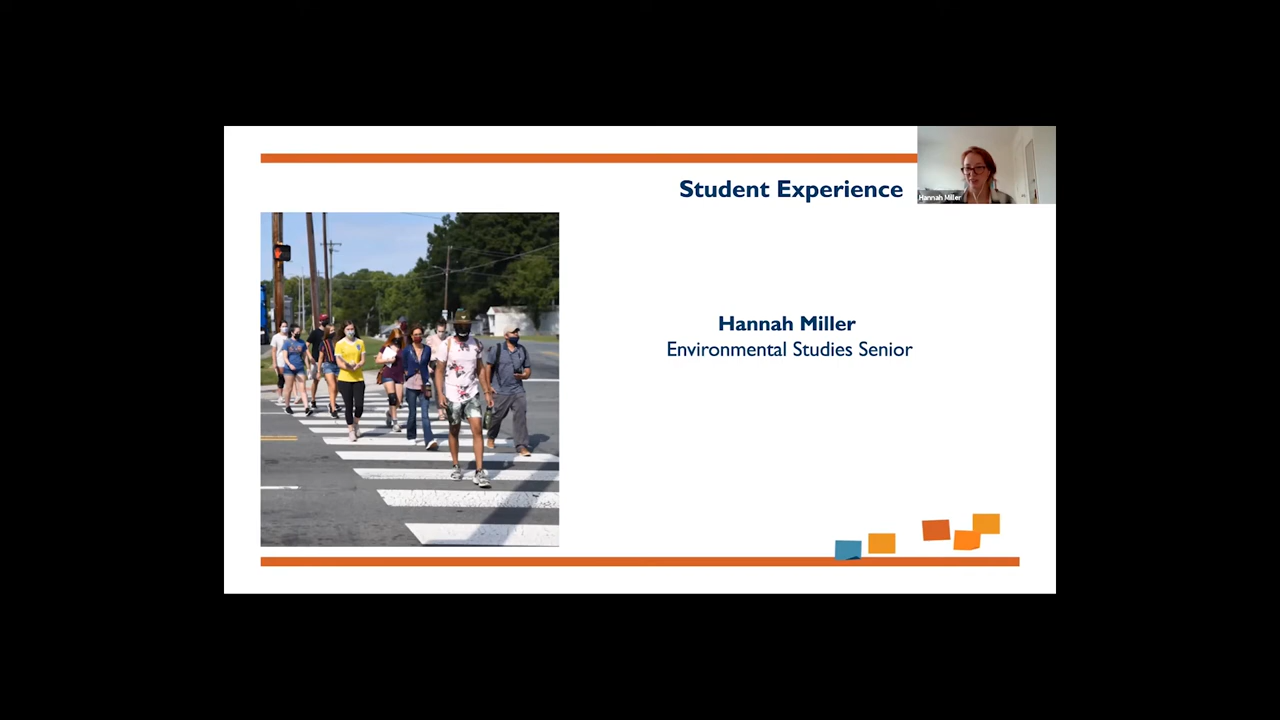 Student Experience
Hannah Miller
Hannah Miller
Environmental Studies Senior